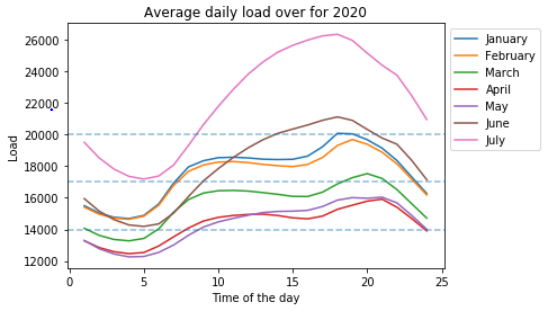 Average daily load over for 2020
Load
26000
24000
22000
20000
18000
16000
14000
12000
0
5
10
15
20
25
Time of the day
January
February
March
April
May
June
July